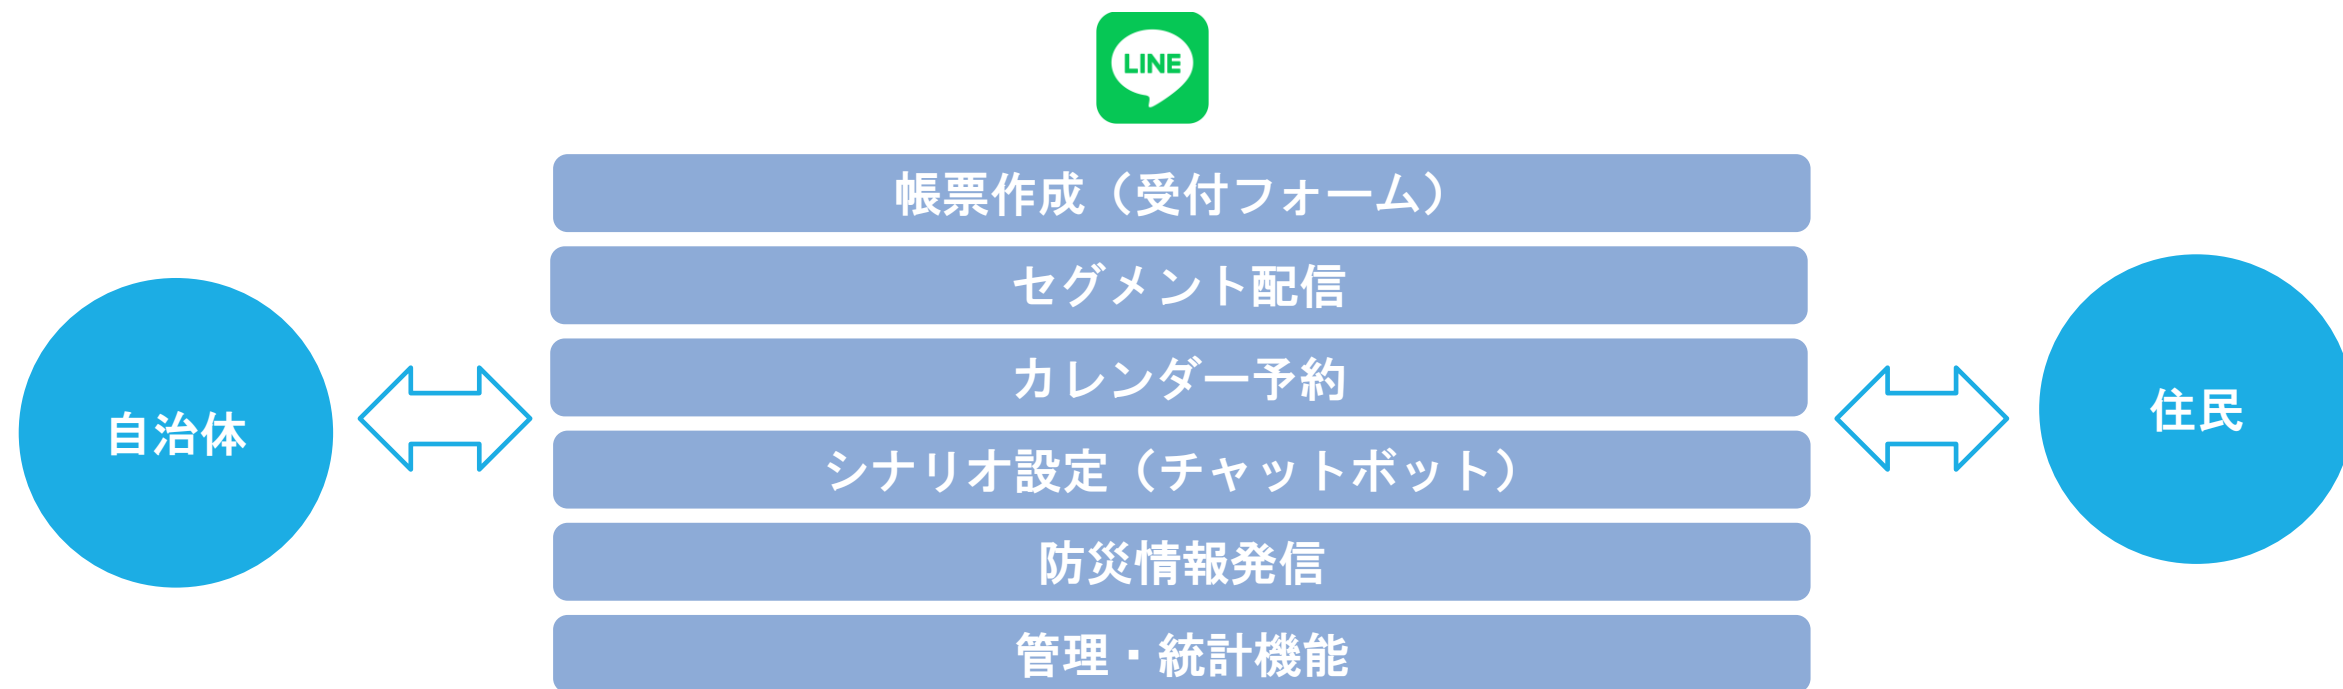 LINE
帳票作成（受付フォーム）
セグメント配信
カレンダー予約
シナリオ設定（チャットボット）
防災情報発信
管理・統計機能
自治体
住民